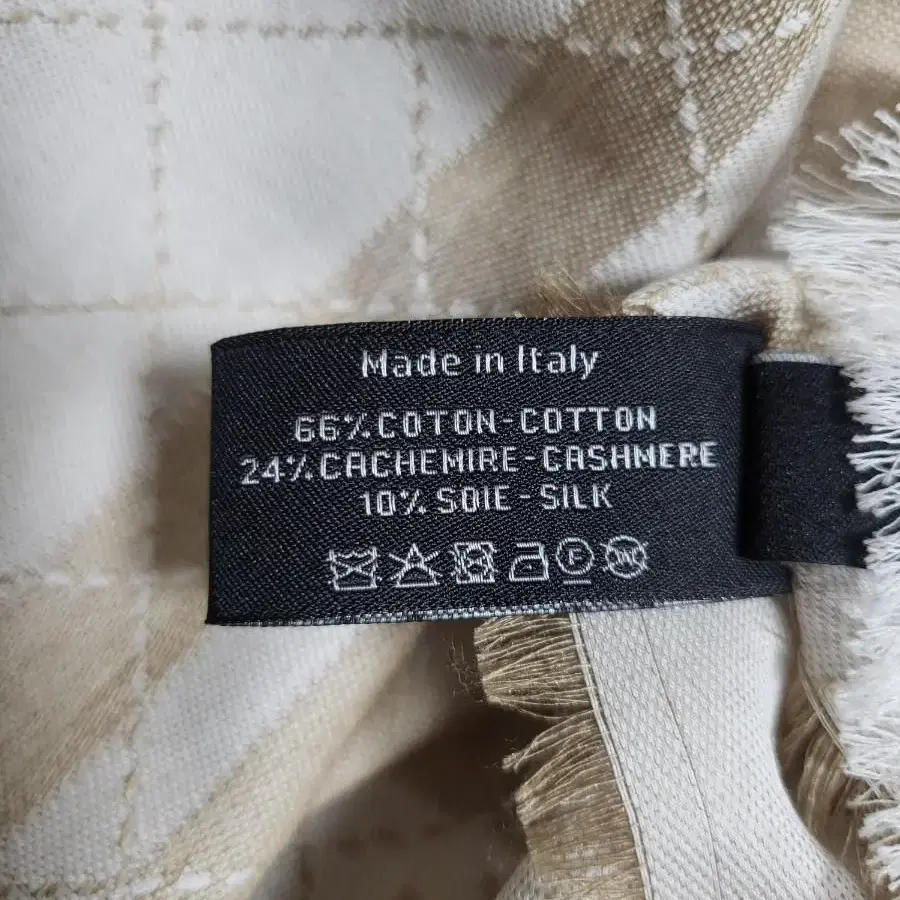 Made in Italy
66% COTON-COTTON
24% CACHEMIRE-CASHMERE
10% SOIE-SILK